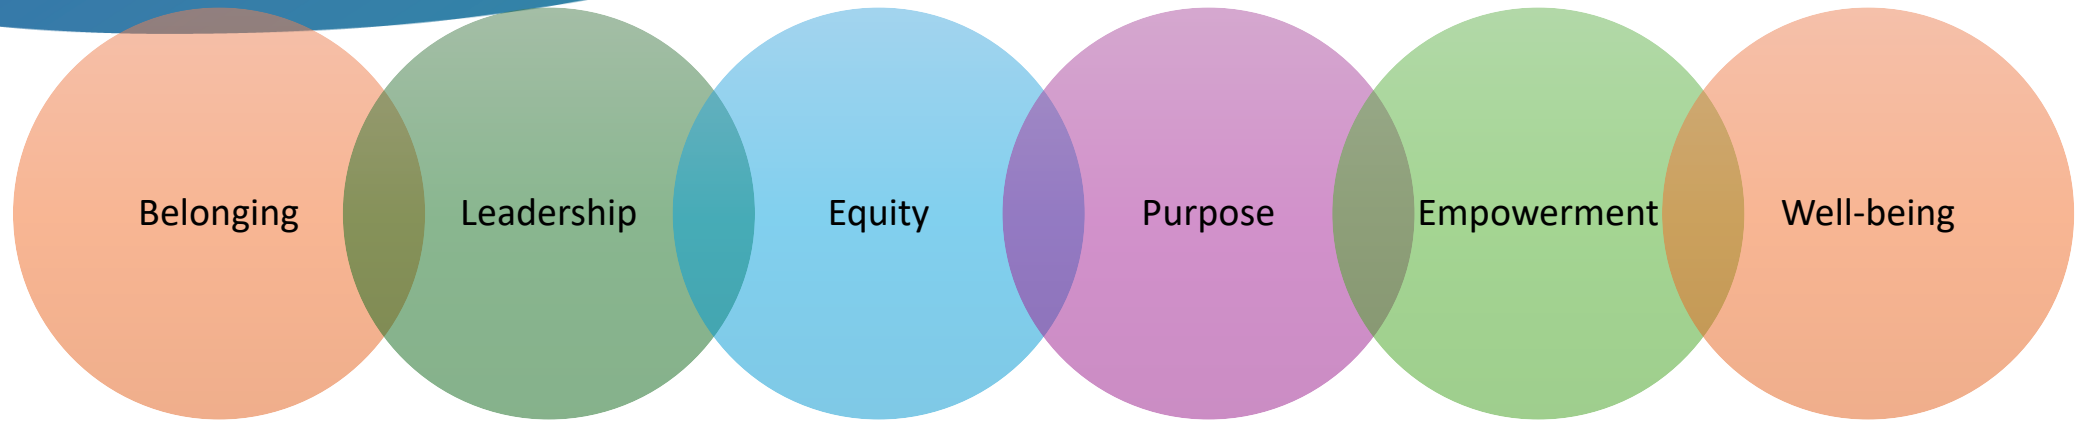 Belonging
Leadership
Equity
Purpose
Empowerment
Well-being